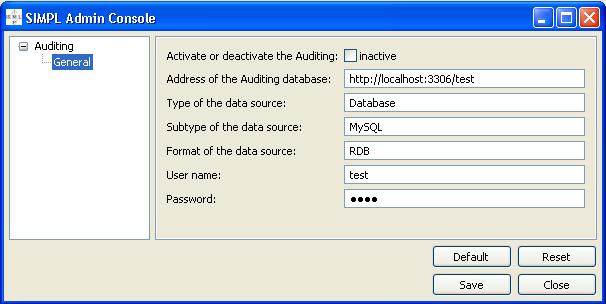 SIMPL Admin Console
Auditing
General
Activate or deactivate the Auditing: inactive
Address of the Auditing database: http://localhost:3306/test
Type of the data source: Database
Subtype of the data source: MySQL
Format of the data source: RDB
User name: test
Password: ●●●●
Default Reset
Save Close